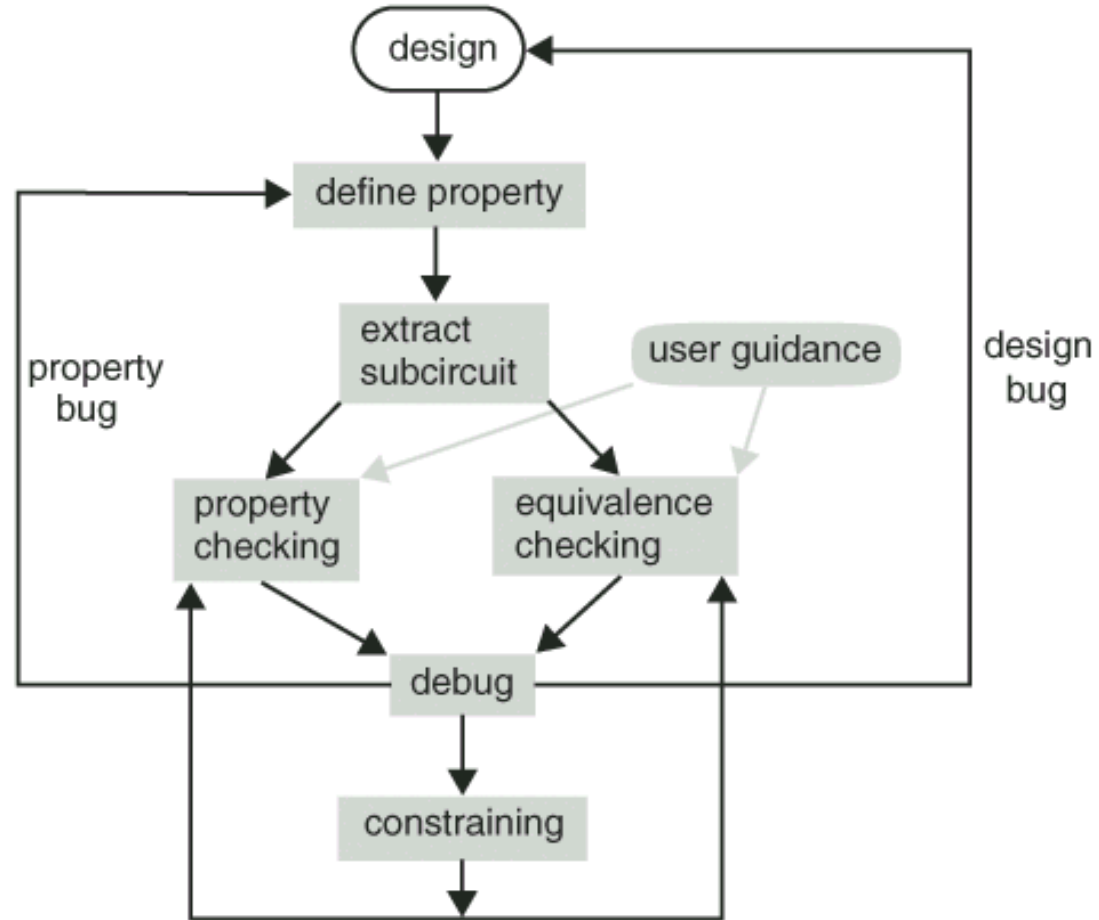 design
define property
extract
subcircuit
user guidance
property
bug
design
bug
property
checking
equivalence
checking
debug
constraining